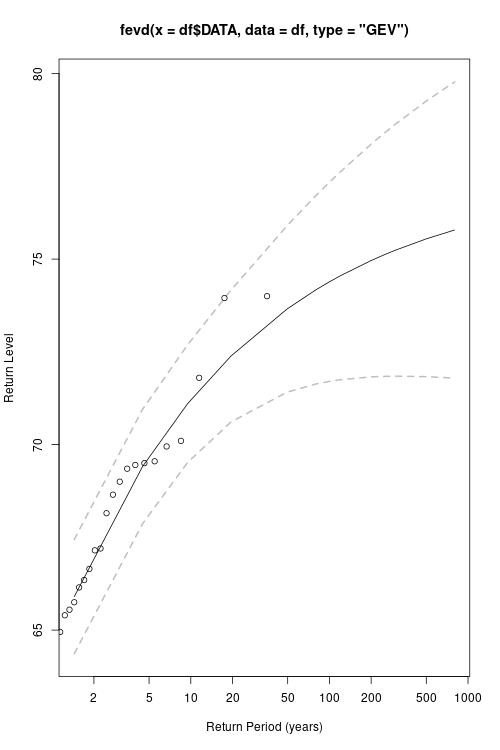 fevd(x = df$DATA, data = df, type = "GEV")
80
75
70
65
Return Level
2 5 10 20 50 100 200 500 1000
Return Period (years)